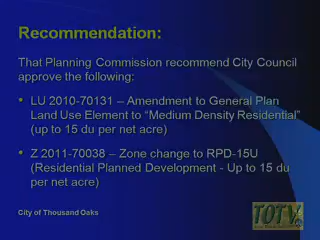 Recommendation:
That Planning Commission recommend City Council
approve the following:
• LU 2010-70131 – Amendment to General Plan
Land Use Element to “Medium Density Residential”
(up to 15 du per net acre)
• Z 2011-70038 – Zone change to RPD-15U
(Residential Planned Development - Up to 15 du
per net acre)
City of Thousand Oaks
TOTV